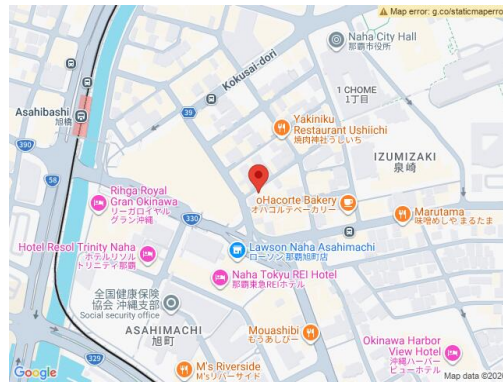 Map error: g.co/staticmaperro
Naha City Hall
那覇市役所
Kokusai-dori
1 CHOME
1丁目
Asahibashi
旭橋
39
Yakiniku
Restaurant Ushiichi
焼肉神社うしいち
390
IZUMIZAKI
泉崎
58
oHacorte Bakery
オハコルテベーカリー
Rihga Royal
Gran Okinawa
リーガロイヤル
グラン沖縄
330
Marutama
味噌めしや まるたま
Hotel Resol Trinity Naha
ホテルリソル
トリニティ那覇
Lawson Naha Asahimachi
ローソン 那覇旭町店
Naha Tokyu REI Hotel
那覇東急REIホテル
全国健康保険
協会 沖縄支部
Social security office
ASAHIMACHI
旭町
Mouashibi
もうあしびー
Okinawa Harbor
View Hotel
沖縄ハーバー
ビューホテル
329
M's Riverside
M'sリバーサイド
Google
Map data ©202